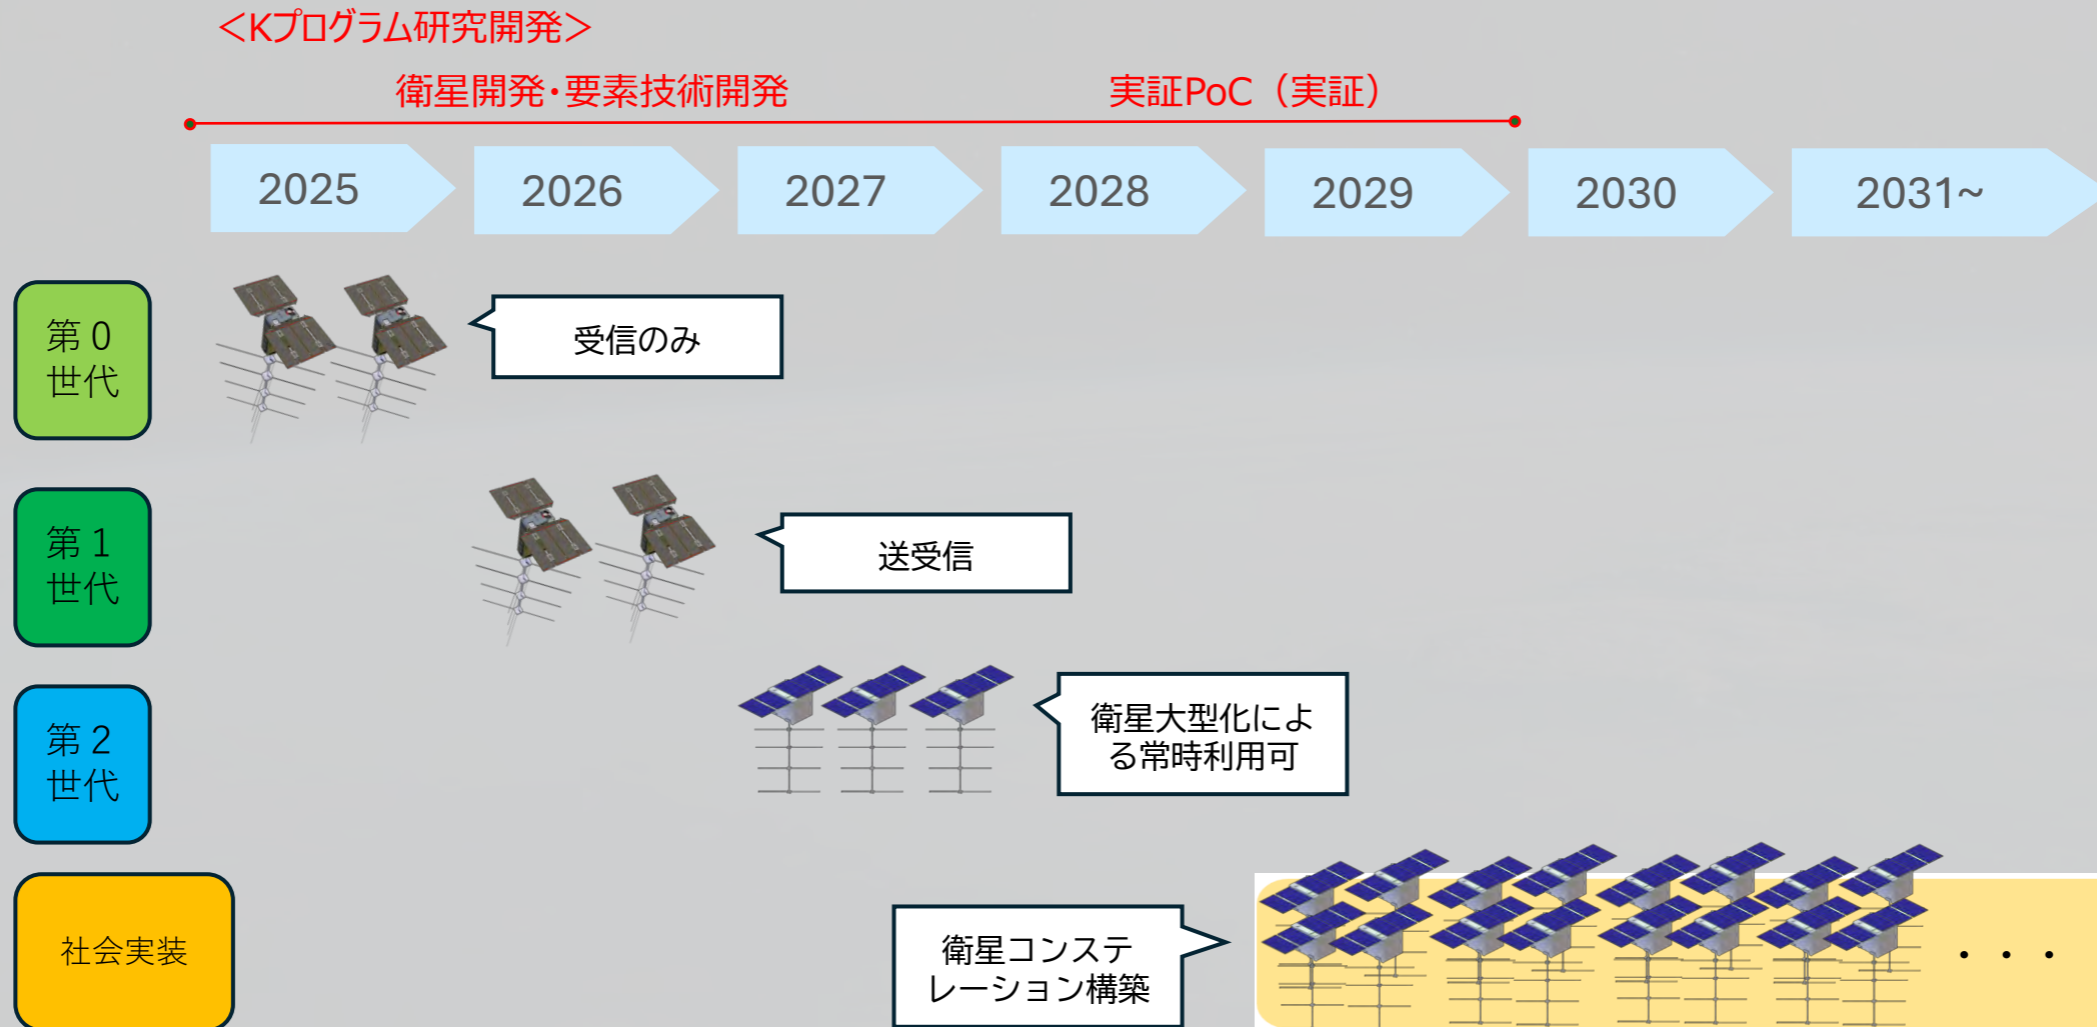 ＜Kプログラム研究開発＞
衛星開発・要素技術開発
実証PoC（実証）
2025
2026
2027
2028
2029
2030
2031~
第０
世代
受信のみ
第１
世代
送受信
第２
世代
衛星大型化によ
る常時利用可
社会実装
衛星コンステ
レーション構築
・・・